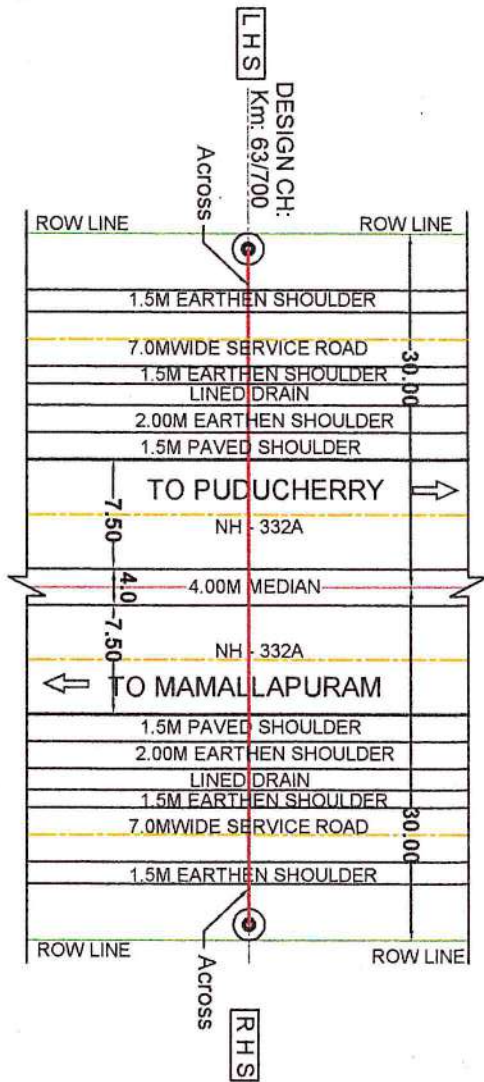 LHS
DESIGN CH:
Km: 63/700
Across
ROW LINE
ROW LINE
1.5M EARTHEN SHOULDER
7.0MWIDE SERVICE ROAD
1.5M EARTHEN SHOULDER
LINED DRAIN
2.00M EARTHEN SHOULDER
1.5M PAVED SHOULDER
30.00
TO PUDUCHERRY
7.50
NH - 332A
4.0
4.00M MEDIAN
7.50
NH - 332A
TO MAMALLAPURAM
1.5M PAVED SHOULDER
2.00M EARTHEN SHOULDER
LINED DRAIN
1.5M EARTHEN SHOULDER
7.0MWIDE SERVICE ROAD
30.00
1.5M EARTHEN SHOULDER
ROW LINE
ROW LINE
Across
RHS